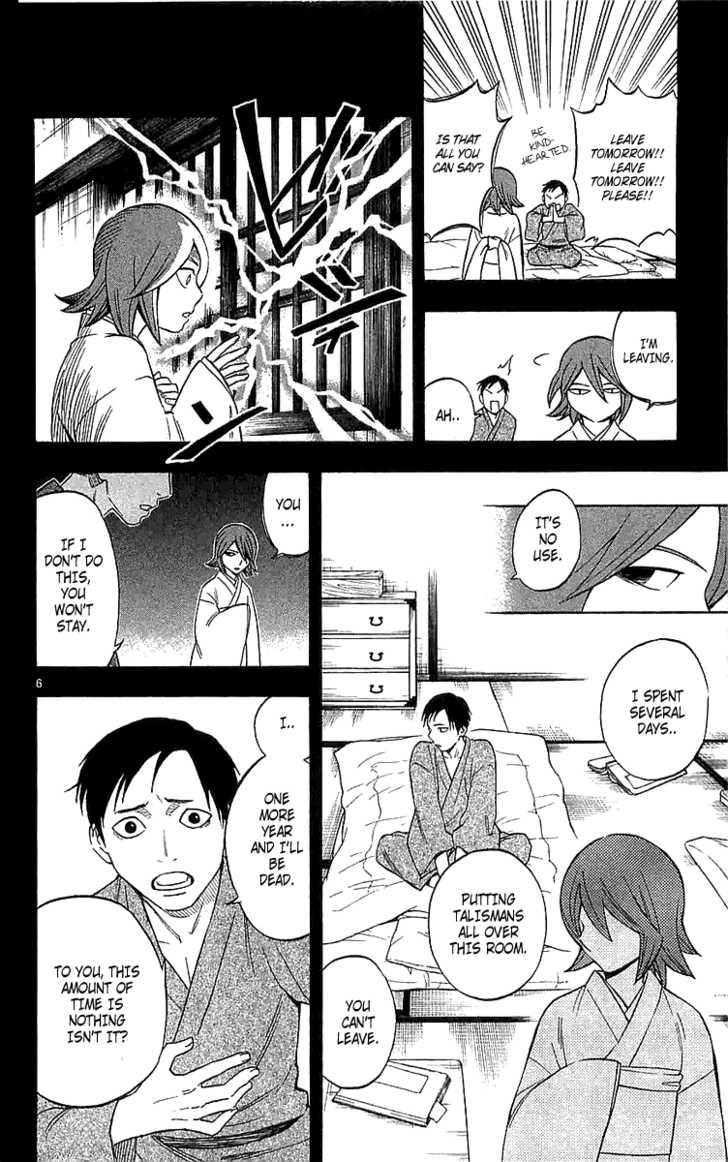 LEAVE
TOMORROW!!
LEAVE
TOMORROW!!
PLEASE!!
BE
KIND-
HEARTED.
IS THAT
ALL YOU
CAN SAY?
I'M
LEAVING.
AH..
ビビッ
IT'S
NO
USE.
I SPENT
SEVERAL
DAYS..
PUTTING
TALISMANS
ALL OVER
THIS ROOM.
YOU
CAN'T
LEAVE.
YOU
...
IF I
DON'T DO
THIS,
YOU
WON'T
STAY.
I..
ONE
MORE
YEAR
AND I'LL
BE
DEAD.
TO YOU, THIS
AMOUNT OF
TIME IS
NOTHING
ISN'T IT?
6